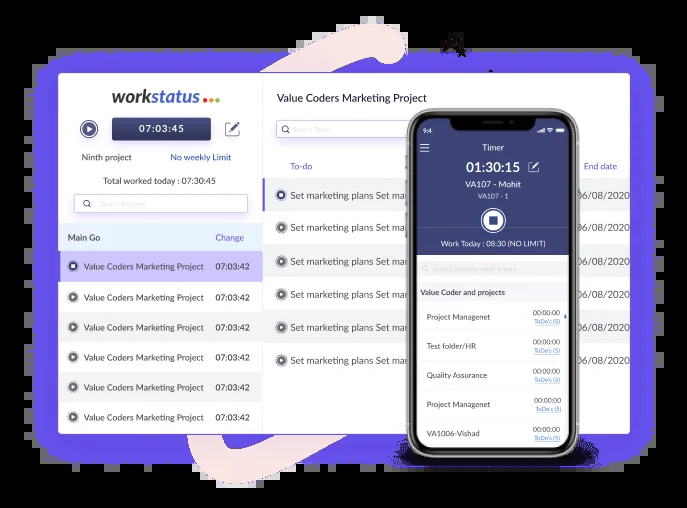 workstatus
07:03:45
Ninth project No weekly Limit
Total worked today : 07:30:45
Main Go Change
Value Coders Marketing Project 07:03:42
Value Coders Marketing Project 07:03:42
Value Coders Marketing Project 07:03:42
Value Coders Marketing Project 07:03:42
Value Coders Marketing Project 07:03:42
Value Coders Marketing Project 07:03:42
Value Coders Marketing Project
Search Tasks
To-do End date
Set marketing plans Set mar 06/08/2020
Set marketing plans Set mar 06/08/2020
Set marketing plans Set mar 06/08/2020
Set marketing plans Set mar 06/08/2020
Set marketing plans Set mar 06/08/2020
Set marketing plans Set mar 06/08/2020
9:4
Timer
01:30:15
VA107 - Mohit
VA107 - 1
Work Today : 08:30 (NO LIMIT)
Search projects/work orders
Value Coder and projects
Project Managenet 00:00:00
ToDo's (5)
Test folder/HR 00:00:00
ToDo's (5)
Quality Assurance 00:00:00
ToDo's (5)
Project Managenet 00:00:00
ToDo's (5)
VA1006-Vishad 00:00:00
ToDo's (5)